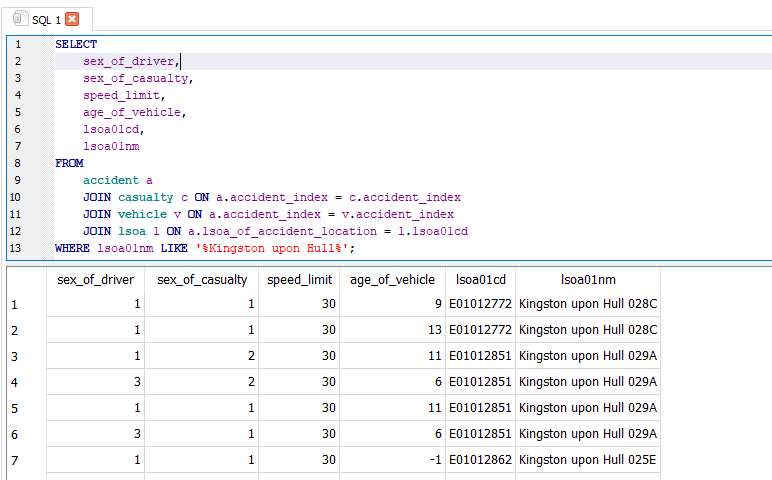 SQL 1
1 SELECT
2 sex_of_driver,
3 sex_of_casualty,
4 speed_limit,
5 age_of_vehicle,
6 lsoa01cd,
7 lsoa01nm
8 FROM
9 accident a
10 JOIN casualty c ON a.accident_index = c.accident_index
11 JOIN vehicle v ON a.accident_index = v.accident_index
12 JOIN lsoa l ON a.lsoa_of_accident_location = l.lsoa01cd
13 WHERE lsoa01nm LIKE '%Kingston upon Hull%';
sex_of_driver sex_of_casualty speed_limit age_of_vehicle lsoa01cd lsoa01nm
1 1 1 30 9 E01012772 Kingston upon Hull 028C
2 1 1 30 13 E01012772 Kingston upon Hull 028C
3 1 2 30 11 E01012851 Kingston upon Hull 029A
4 3 2 30 6 E01012851 Kingston upon Hull 029A
5 1 1 30 11 E01012851 Kingston upon Hull 029A
6 3 1 30 6 E01012851 Kingston upon Hull 029A
7 1 1 30 -1 E01012862 Kingston upon Hull 025E